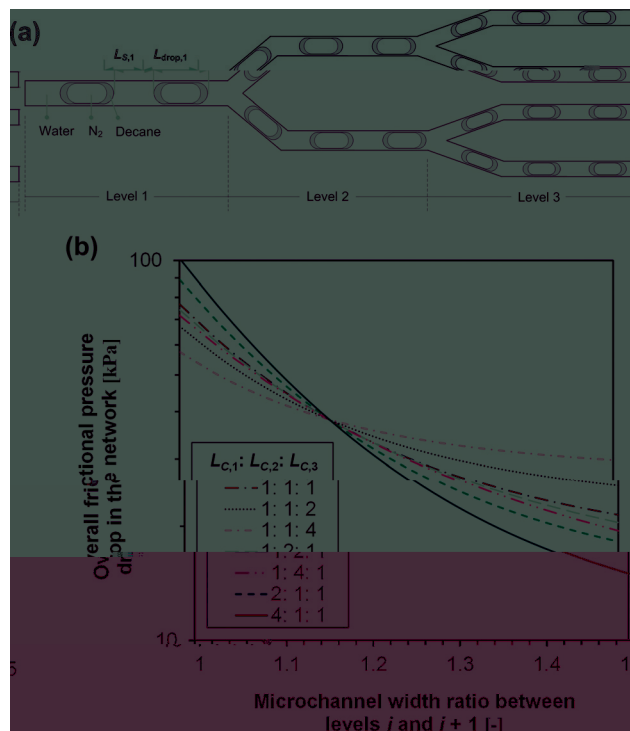 (a)
L_S,1 L_drop,1
Water N₂ Decane
Level 1 Level 2 Level 3
(b)
100
Overall frictional pressure
drop in the network [kPa]
L_C,1: L_C,2: L_C,3
1: 1: 1
1: 1: 2
1: 1: 4
1: 2: 1
1: 4: 1
2: 1: 1
4: 1: 1
1 1.1 1.2 1.3 1.4
Microchannel width ratio between
levels i and i + 1 [-]